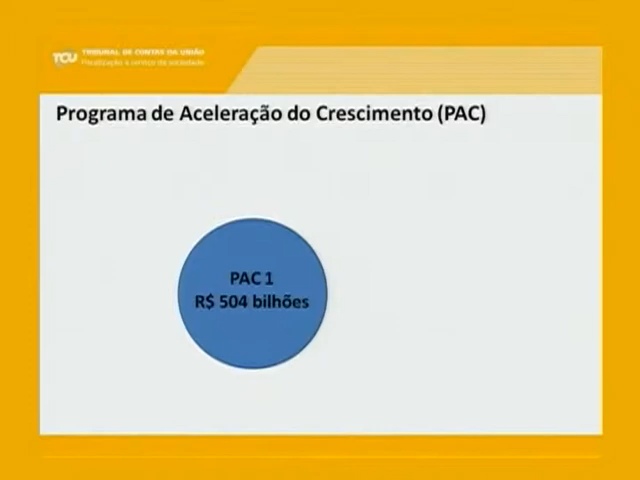 TCU
TRIBUNAL DE CONTAS DA UNIÃO
Fiscalização a serviço da sociedade
Programa de Aceleração do Crescimento (PAC)
PAC 1
R$ 504 bilhões